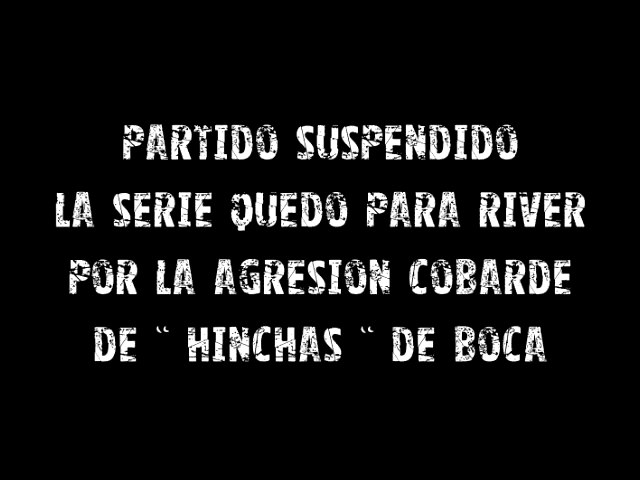 PARTIDO SUSPENDIDO
LA SERIE QUEDO PARA RIVER
POR LA AGRESION COBARDE
DE “ HINCHAS “ DE BOCA